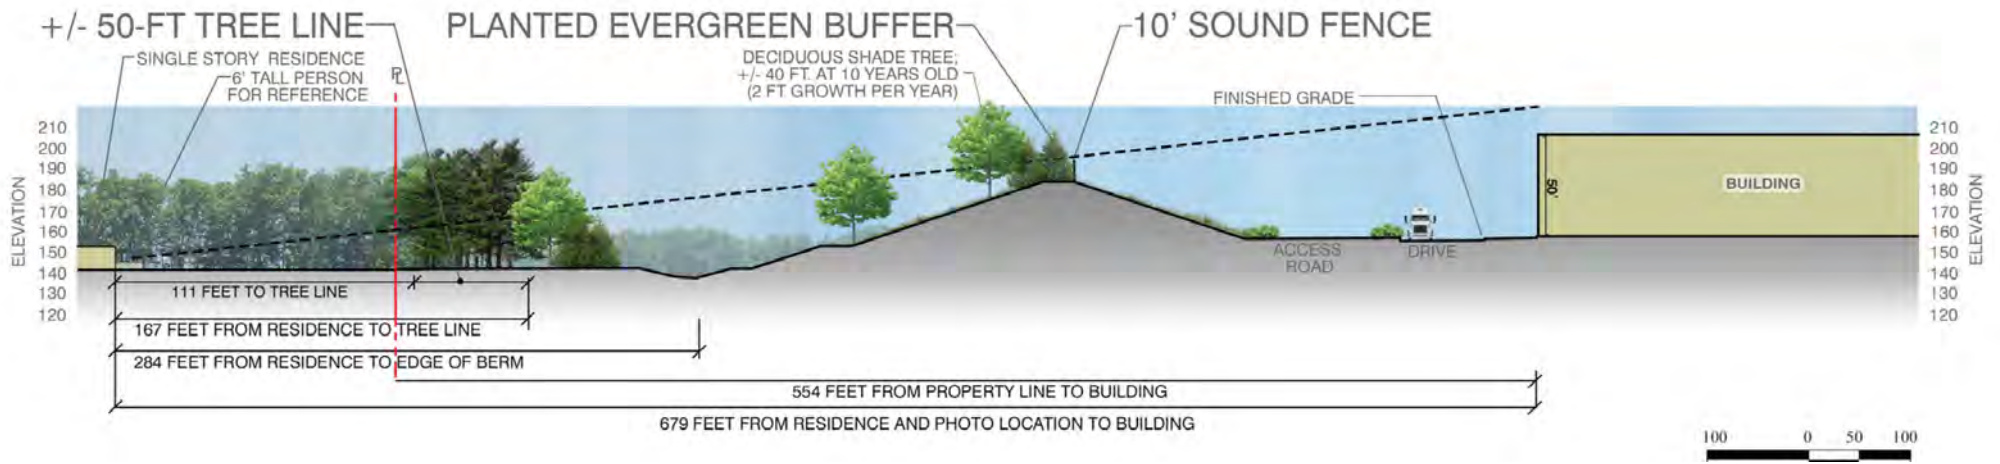 +/- 50-FT TREE LINE
PLANTED EVERGREEN BUFFER
10' SOUND FENCE
SINGLE STORY RESIDENCE
6' TALL PERSON
FOR REFERENCE
PL
DECIDUOUS SHADE TREE;
+/- 40 FT. AT 10 YEARS OLD
(2 FT GROWTH PER YEAR)
FINISHED GRADE
ELEVATION
210
200
190
180
170
160
150
140
130
120
50'
BUILDING
ACCESS
ROAD
DRIVE
210
200
190
180
170
160
150
140
130
120
ELEVATION
111 FEET TO TREE LINE
167 FEET FROM RESIDENCE TO TREE LINE
284 FEET FROM RESIDENCE TO EDGE OF BERM
554 FEET FROM PROPERTY LINE TO BUILDING
679 FEET FROM RESIDENCE AND PHOTO LOCATION TO BUILDING
100 0 50 100